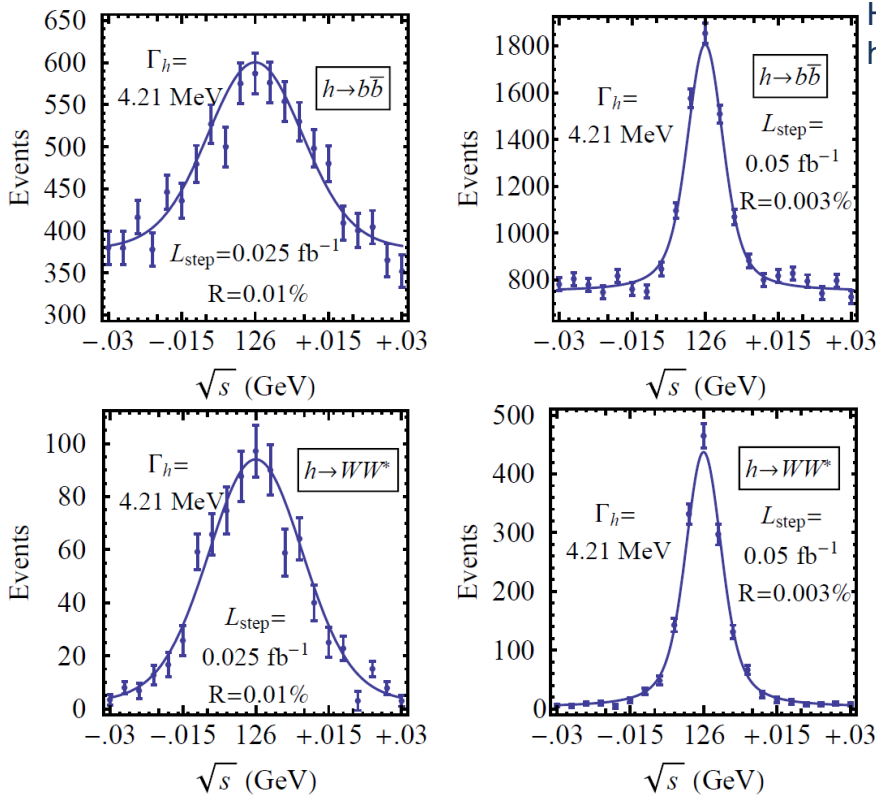 600
550
500
450
400
350
300
Events
Γh=
4.21 MeV
h→bb̅
Lstep=0.025 fb⁻¹
R=0.01%
−.03 −.015 126 +.015 +.03
√s (GeV)
1800
1600
1400
1200
1000
800
Events
Γh=
4.21 MeV
h→bb̅
Lstep=
0.05 fb⁻¹
R=0.003%
−.03 −.015 126 +.015 +.03
√s (GeV)
100
80
60
40
20
0
Events
Γh=
4.21 MeV
h→WW*
Lstep=
0.025 fb⁻¹
R=0.01%
−.03 −.015 126 +.015 +.03
√s (GeV)
500
400
300
200
100
0
Events
Γh=
4.21 MeV
h→WW*
Lstep=
0.05 fb⁻¹
R=0.003%
−.03 −.015 126 +.015 +.03
√s (GeV)